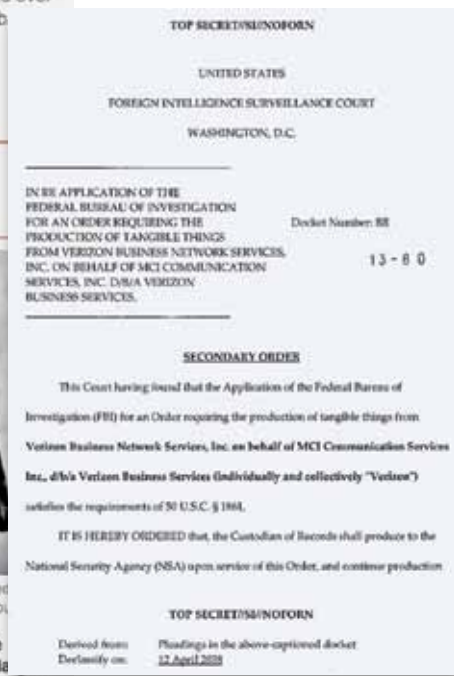 TOP SECRET//SI//NOFORN
UNITED STATES
FOREIGN INTELLIGENCE SURVEILLANCE COURT
WASHINGTON, D.C.
IN RE APPLICATION OF THE
FEDERAL BUREAU OF INVESTIGATION
FOR AN ORDER REQUIRING THE
PRODUCTION OF TANGIBLE THINGS
FROM VERIZON BUSINESS NETWORK SERVICES,
INC. ON BEHALF OF MCI COMMUNICATION
SERVICES, INC. D/B/A VERIZON
BUSINESS SERVICES.
Docket Number: BR
13-80
SECONDARY ORDER
This Court having found that the Application of the Federal Bureau of
Investigation (FBI) for an Order requiring the production of tangible things from
Verizon Business Network Services, Inc. on behalf of MCI Communication Services
Inc., d/b/a Verizon Business Services (individually and collectively "Verizon")
satisfies the requirements of 50 U.S.C. § 1861,
IT IS HEREBY ORDERED that, the Custodian of Records shall produce to the
National Security Agency (NSA) upon service of this Order, and continue production
TOP SECRET//SI//NOFORN
Derived from: Pleadings in the above-captioned docket
Declassify on: 12 April 2038